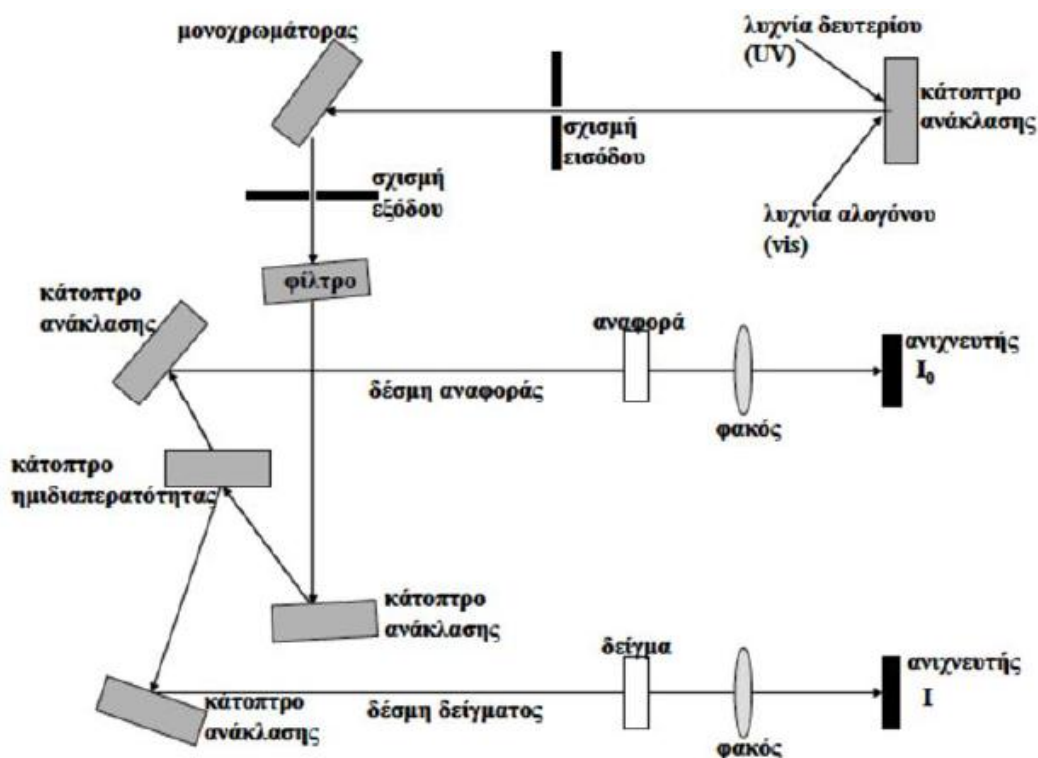 μονοχρωμάτορας
λυχνία δευτερίου
(UV)
κάτοπτρο
ανάκλασης
σχισμή
εισόδου
σχισμή
εξόδου
λυχνία αλογόνου
(vis)
φίλτρο
κάτοπτρο
ανάκλασης
αναφορά
ανιχνευτής
I₀
δέσμη αναφοράς
φακός
κάτοπτρο
ημιδιαπερατότητας
κάτοπτρο
ανάκλασης
δείγμα
ανιχνευτής
I
κάτοπτρο
ανάκλασης
δέσμη δείγματος
φακός